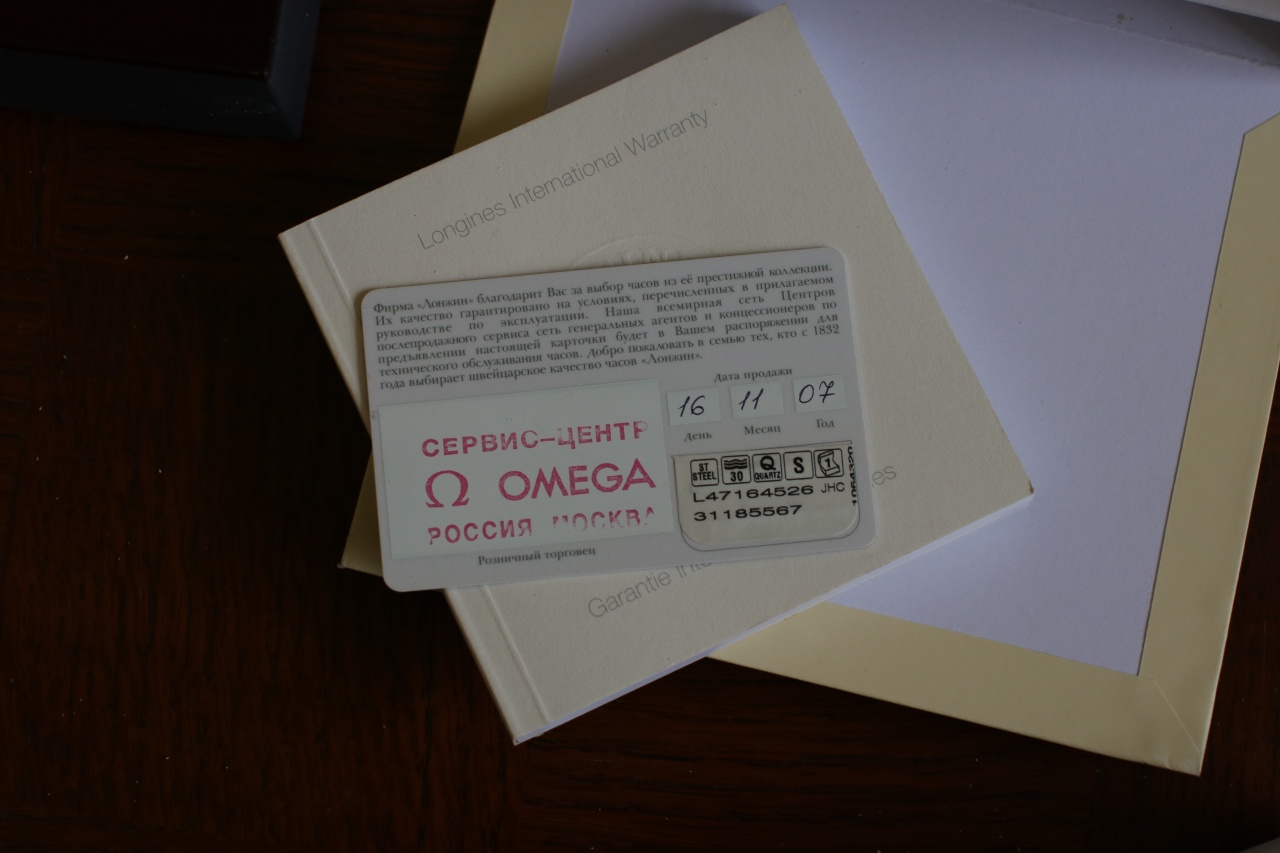 Longines International Warranty
Фирма «Лонжин» благодарит Вас за выбор часов из её престижной коллекции.
Их качество гарантировано на условиях, перечисленных в прилагаемом
руководстве по эксплуатации. Наша всемирная сеть Центров
послепродажного сервиса сеть генеральных агентов и концессионеров по
предъявлении настоящей карточки будет в Вашем распоряжении для
технического обслуживания часов. Добро пожаловать в семью тех, кто с 1832
года выбирает швейцарское качество часов «Лонжин».
Дата продажи
16 11 07
День Месяц Год
СЕРВИС-ЦЕНТР
Ω OMEGA
РОССИЯ МОСКВА
Розничный торговец
ST STEEL 30 Q QUARTZ S 1
L47164526 JHC
31185567
Garantie